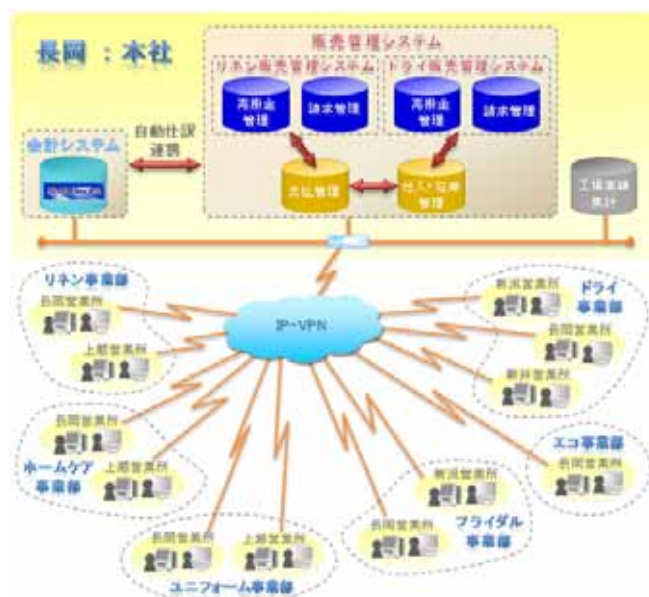 長岡：本社
販売管理システム
リネン販売管理システム
ドライ販売管理システム
売掛金
管理
請求管理
売掛金
管理
請求管理
自動仕訳
連携
会計システム
支払管理
仕入・在庫
管理
工場実績
集計
IP-VPN
リネン事業部
長岡営業所
上越営業所
ドライ
事業部
新潟営業所
長岡営業所
新井営業所
ホームケア
事業部
長岡営業所
上越営業所
エコ事業部
長岡営業所
ブライダル
事業部
新潟営業所
長岡営業所
長岡営業所
上越営業所
ユニフォーム事業部